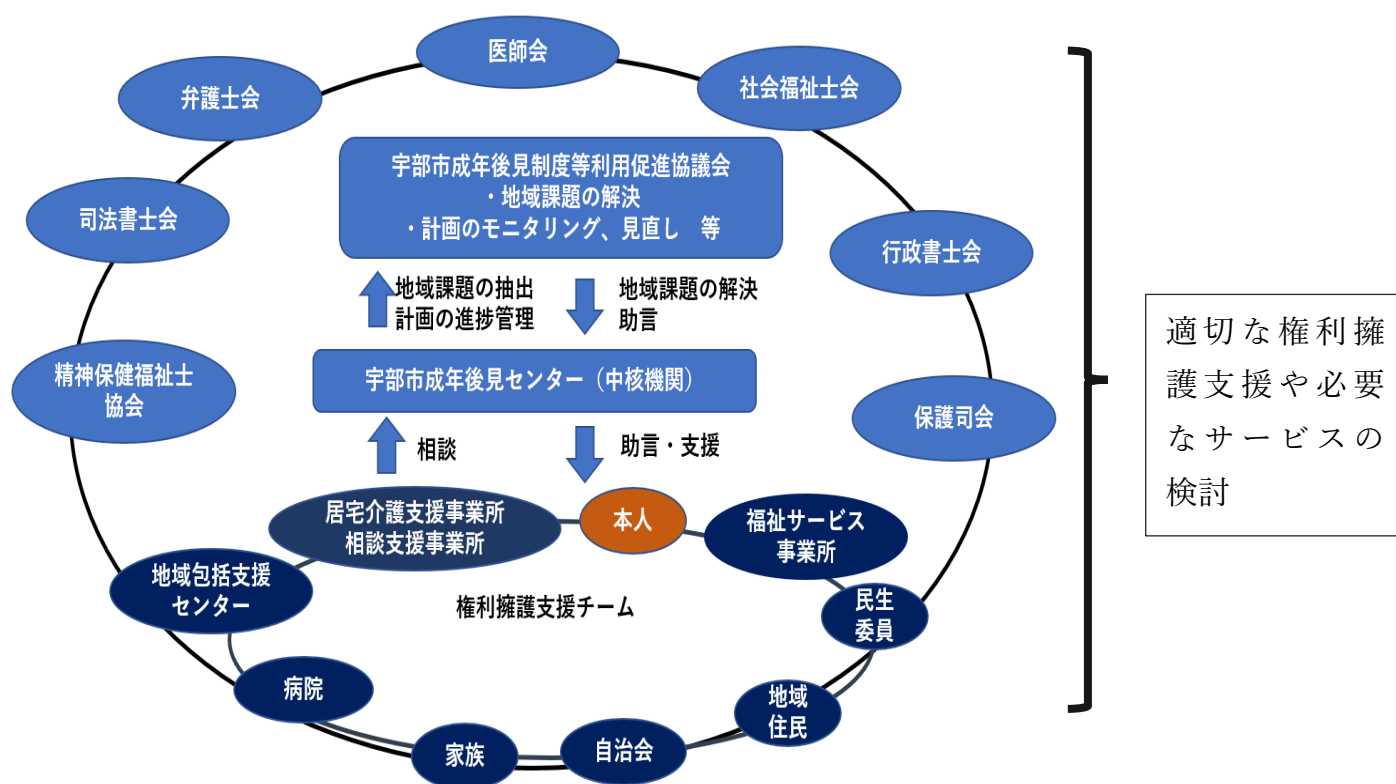 医師会
弁護士会
社会福祉士会
宇部市成年後見制度等利用促進協議会
・地域課題の解決
・計画のモニタリング、見直し　等
司法書士会
行政書士会
地域課題の抽出
計画の進捗管理
地域課題の解決
助言
精神保健福祉士
協会
宇部市成年後見センター（中核機関）
保護司会
相談
助言・支援
居宅介護支援事業所
相談支援事業所
本人
福祉サービス
事業所
地域包括支援
センター
権利擁護支援チーム
民生
委員
病院
地域
住民
家族
自治会
適切な権利擁
護支援や必要
なサービスの
検討